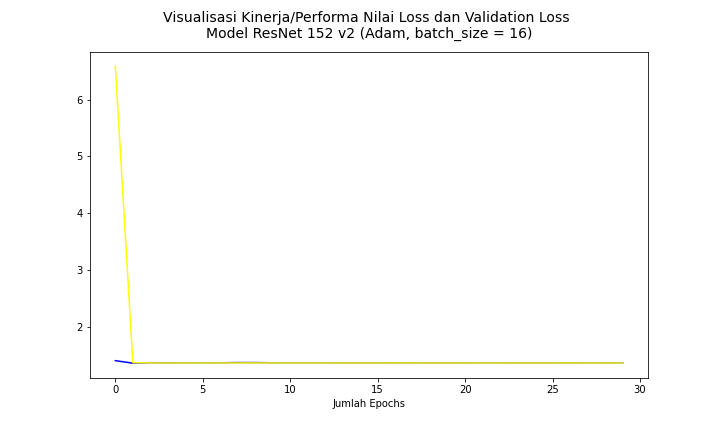 Visualisasi Kinerja/Performa Nilai Loss dan Validation Loss
Model ResNet 152 v2 (Adam, batch_size = 16)
6
5
4
3
2
0 5 10 15 20 25 30
Jumlah Epochs